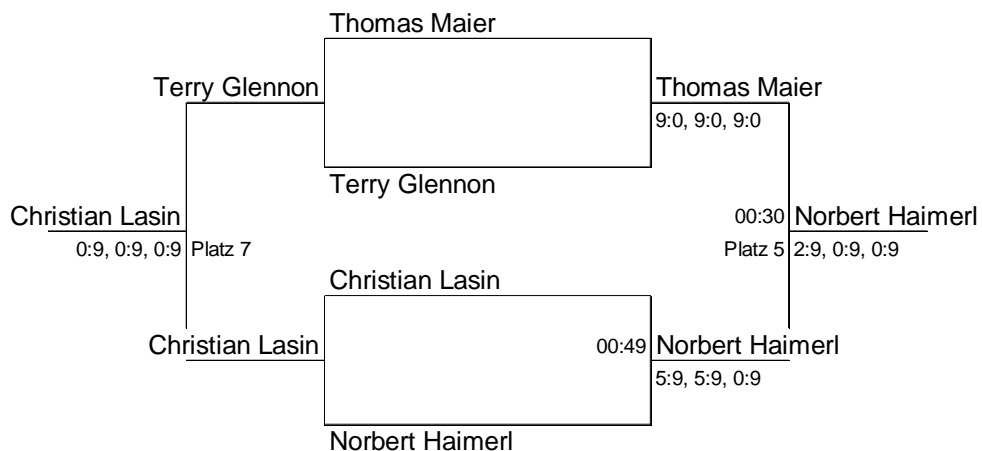 Thomas Maier
Terry Glennon
Thomas Maier
9:0, 9:0, 9:0
Terry Glennon
Christian Lasin
00:30
Norbert Haimerl
0:9, 0:9, 0:9
Platz 7
Platz 5
2:9, 0:9, 0:9
Christian Lasin
Christian Lasin
00:49
Norbert Haimerl
5:9, 5:9, 0:9
Norbert Haimerl